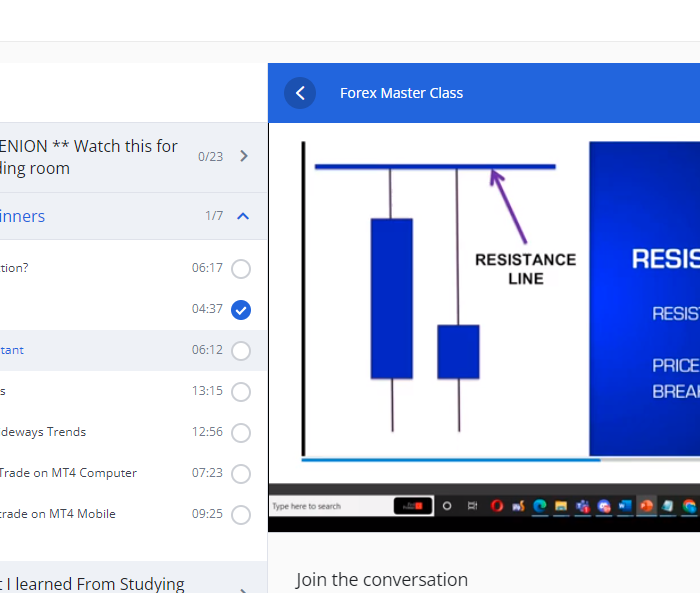 Forex Master Class
ENION ** Watch this for
ding room
0/23
inners
1/7
tion?
06:17
04:37
tant
06:12
s
13:15
deways Trends
12:56
Trade on MT4 Computer
07:23
trade on MT4 Mobile
09:25
t I learned From Studying
RESISTANCE
LINE
RESIS
RESIS
PRICE
BREA
Type here to search
Join the conversation